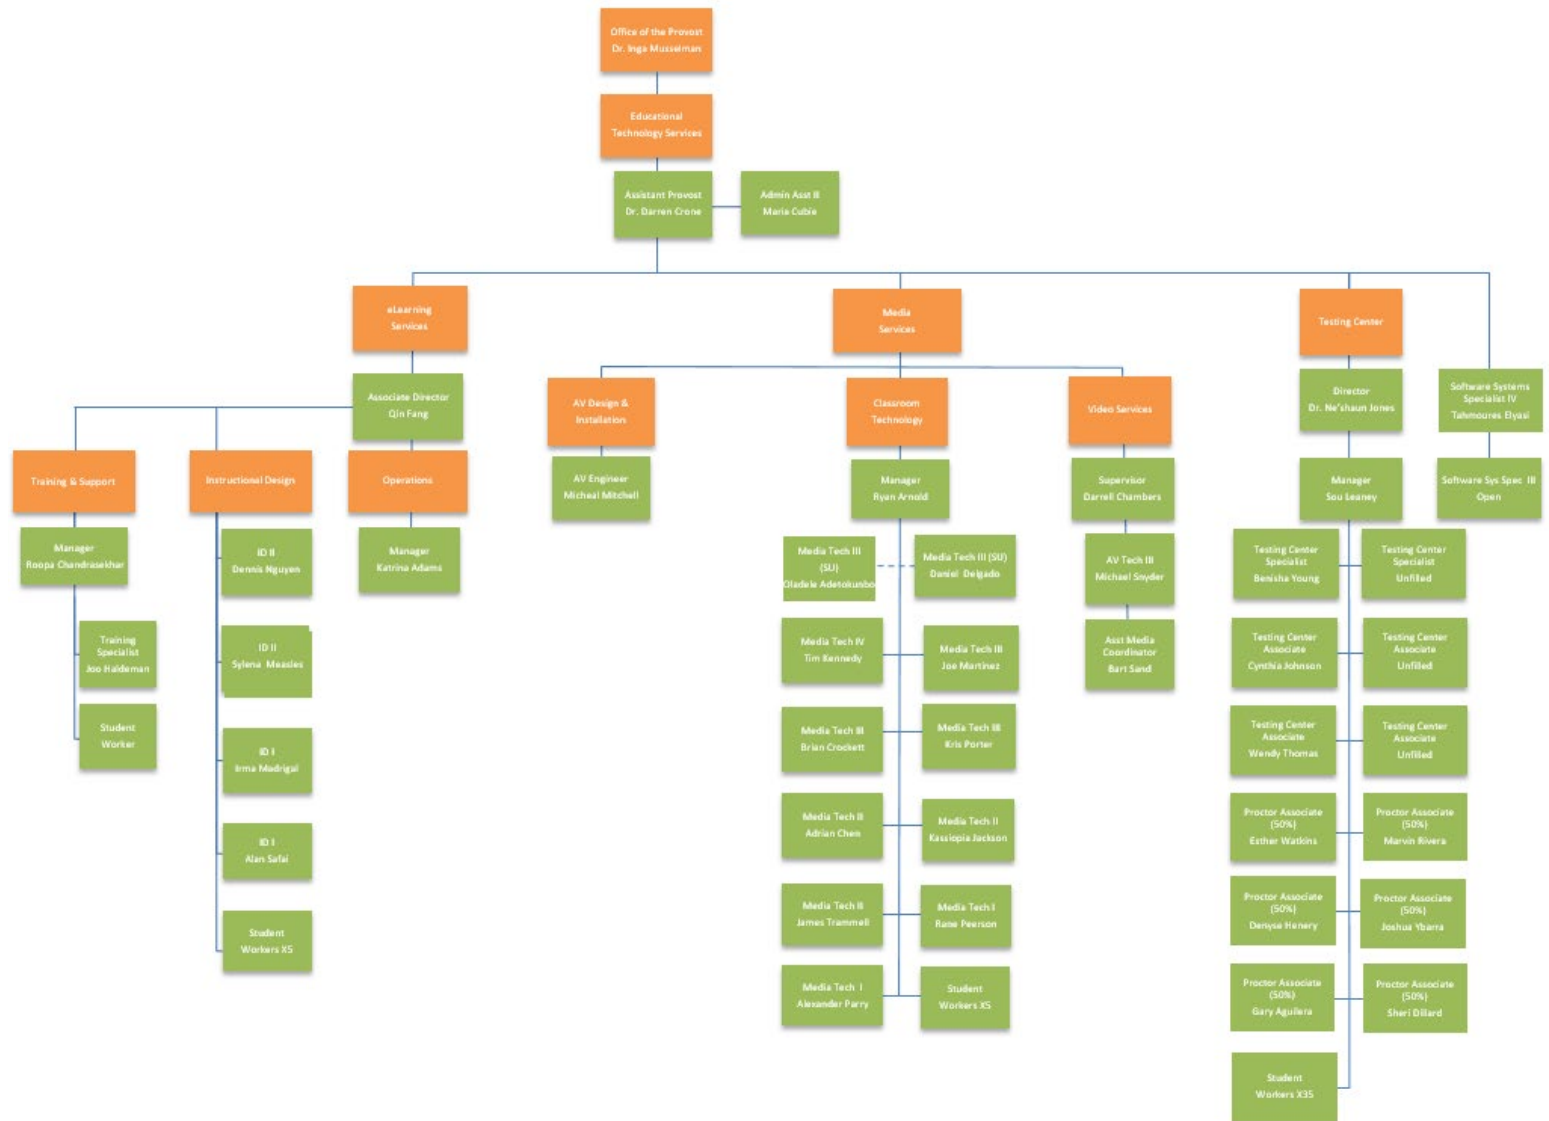 Office of the Provost
Dr. Inga Musselman
Educational
Technology Services
Assistant Provost
Dr. Darren Crone
Admin Asst II
Maria Cubie
eLearning
Services
Media
Services
Testing Center
Associate Director
Qin Fang
AV Design &
Installation
Classroom
Technology
Video Services
Director
Dr. Ne'shaun Jones
Software Systems
Specialist IV
Tahmoures Elyasi
Training & Support
Instructional Design
Operations
AV Engineer
Micheal Mitchell
Manager
Ryan Arnold
Supervisor
Darrell Chambers
Manager
Sou Leaney
Software Sys Spec III
Open
Manager
Roopa Chandrasekhar
ID II
Dennis Nguyen
Manager
Katrina Adams
Media Tech III
(SU)
Oladele Adetokunbo
Media Tech III (SU)
Daniel Delgado
AV Tech III
Michael Snyder
Testing Center
Specialist
Benisha Young
Testing Center
Specialist
Unfilled
Training
Specialist
Joo Haldeman
ID II
Sylena Measles
Media Tech IV
Tim Kennedy
Media Tech III
Joe Martinez
Asst Media
Coordinator
Bart Sand
Testing Center
Associate
Cynthia Johnson
Testing Center
Associate
Unfilled
Student
Worker
ID I
Irma Madrigal
Media Tech III
Brian Crockett
Media Tech III
Kris Porter
Testing Center
Associate
Wendy Thomas
Testing Center
Associate
Unfilled
ID I
Alan Safai
Media Tech II
Adrian Chen
Media Tech II
Kassiopia Jackson
Proctor Associate
(50%)
Esther Watkins
Proctor Associate
(50%)
Marvin Rivera
Student
Workers X5
Media Tech II
James Trammell
Media Tech I
Rane Peerson
Proctor Associate
(50%)
Denyse Henery
Proctor Associate
(50%)
Joshua Ybarra
Media Tech I
Alexander Parry
Student
Workers X5
Proctor Associate
(50%)
Gary Aguilera
Proctor Associate
(50%)
Sheri Dillard
Student
Workers X35